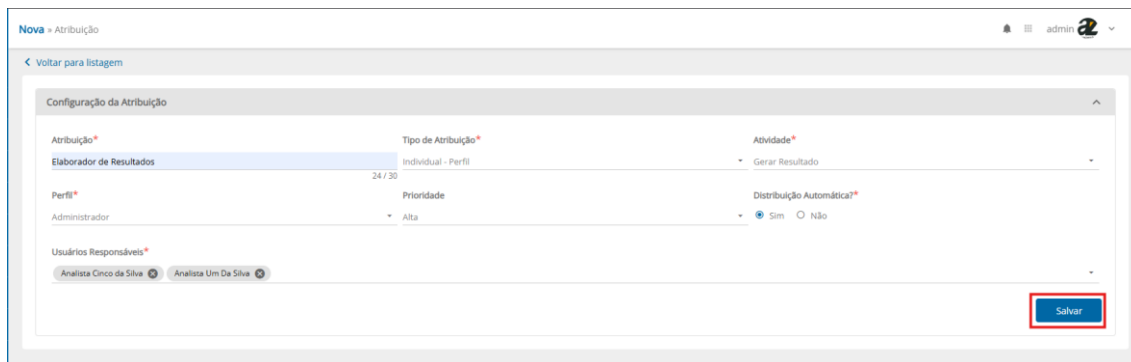 Nova » Atribuição
admin
Voltar para listagem
Configuração da Atribuição
Atribuição* Tipo de Atribuição* Atividade*
Elaborador de Resultados Individual - Perfil Gerar Resultado
24 / 30
Perfil* Prioridade Distribuição Automática?*
Administrador Alta Sim Não
Usuários Responsáveis*
Analista Cinco da Silva Analista Um Da Silva
Salvar